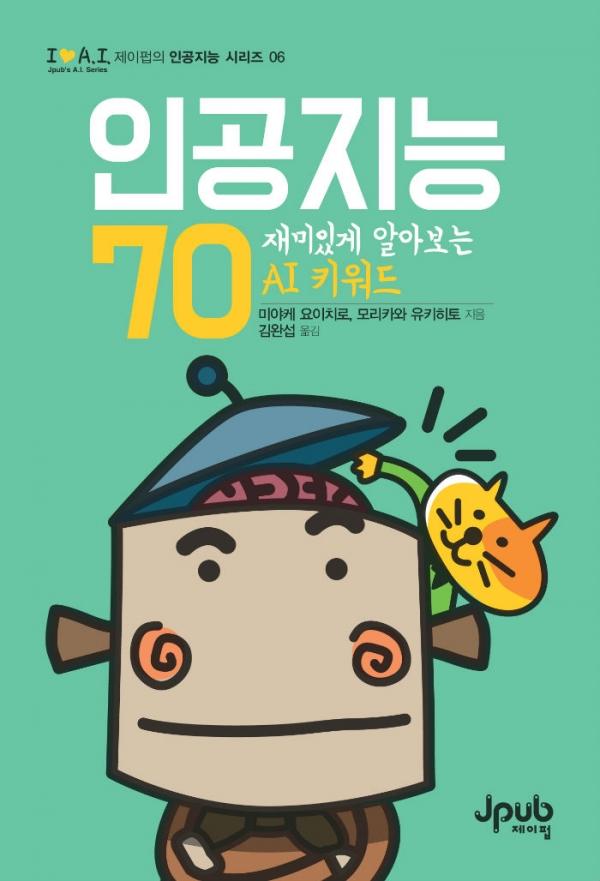 I♥A.I. 제이펍의 인공지능 시리즈 06
Jpub's A.I. Series
인공지능
70 재미있게 알아보는
AI 키워드
미야케 요이치로, 모리카와 유키히토 지음
김완섭 옮김
Jpub
제이펍